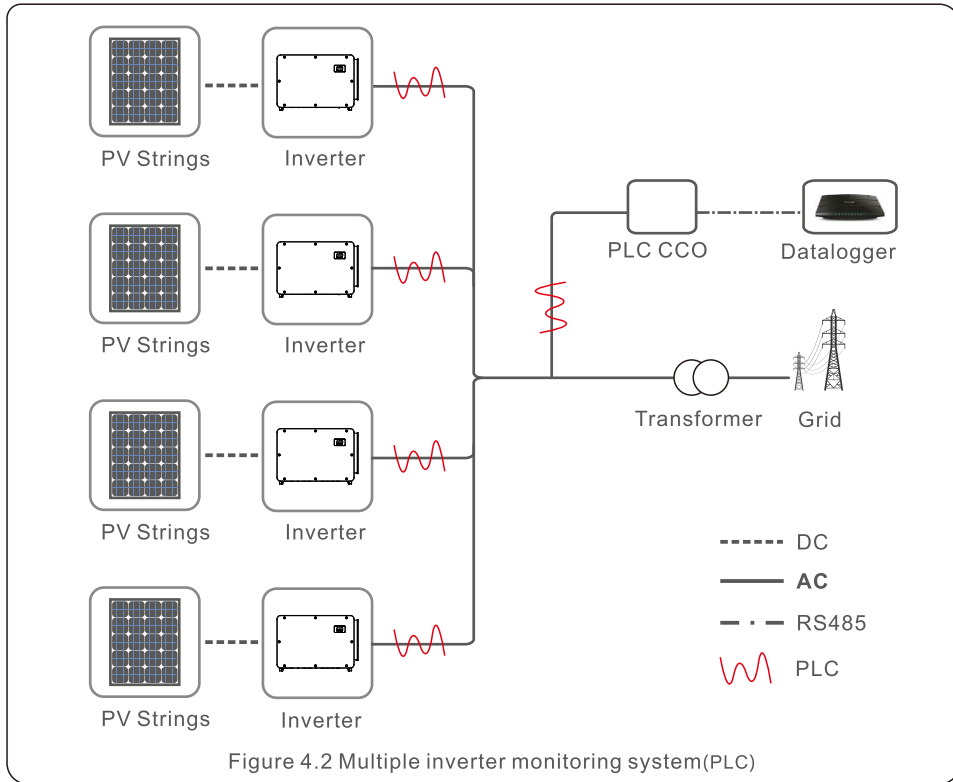 PV Strings
Inverter
PLC CCO
Datalogger
PV Strings
Inverter
Transformer
Grid
PV Strings
Inverter
DC
AC
RS485
PLC
PV Strings
Inverter
Figure 4.2 Multiple inverter monitoring system(PLC)